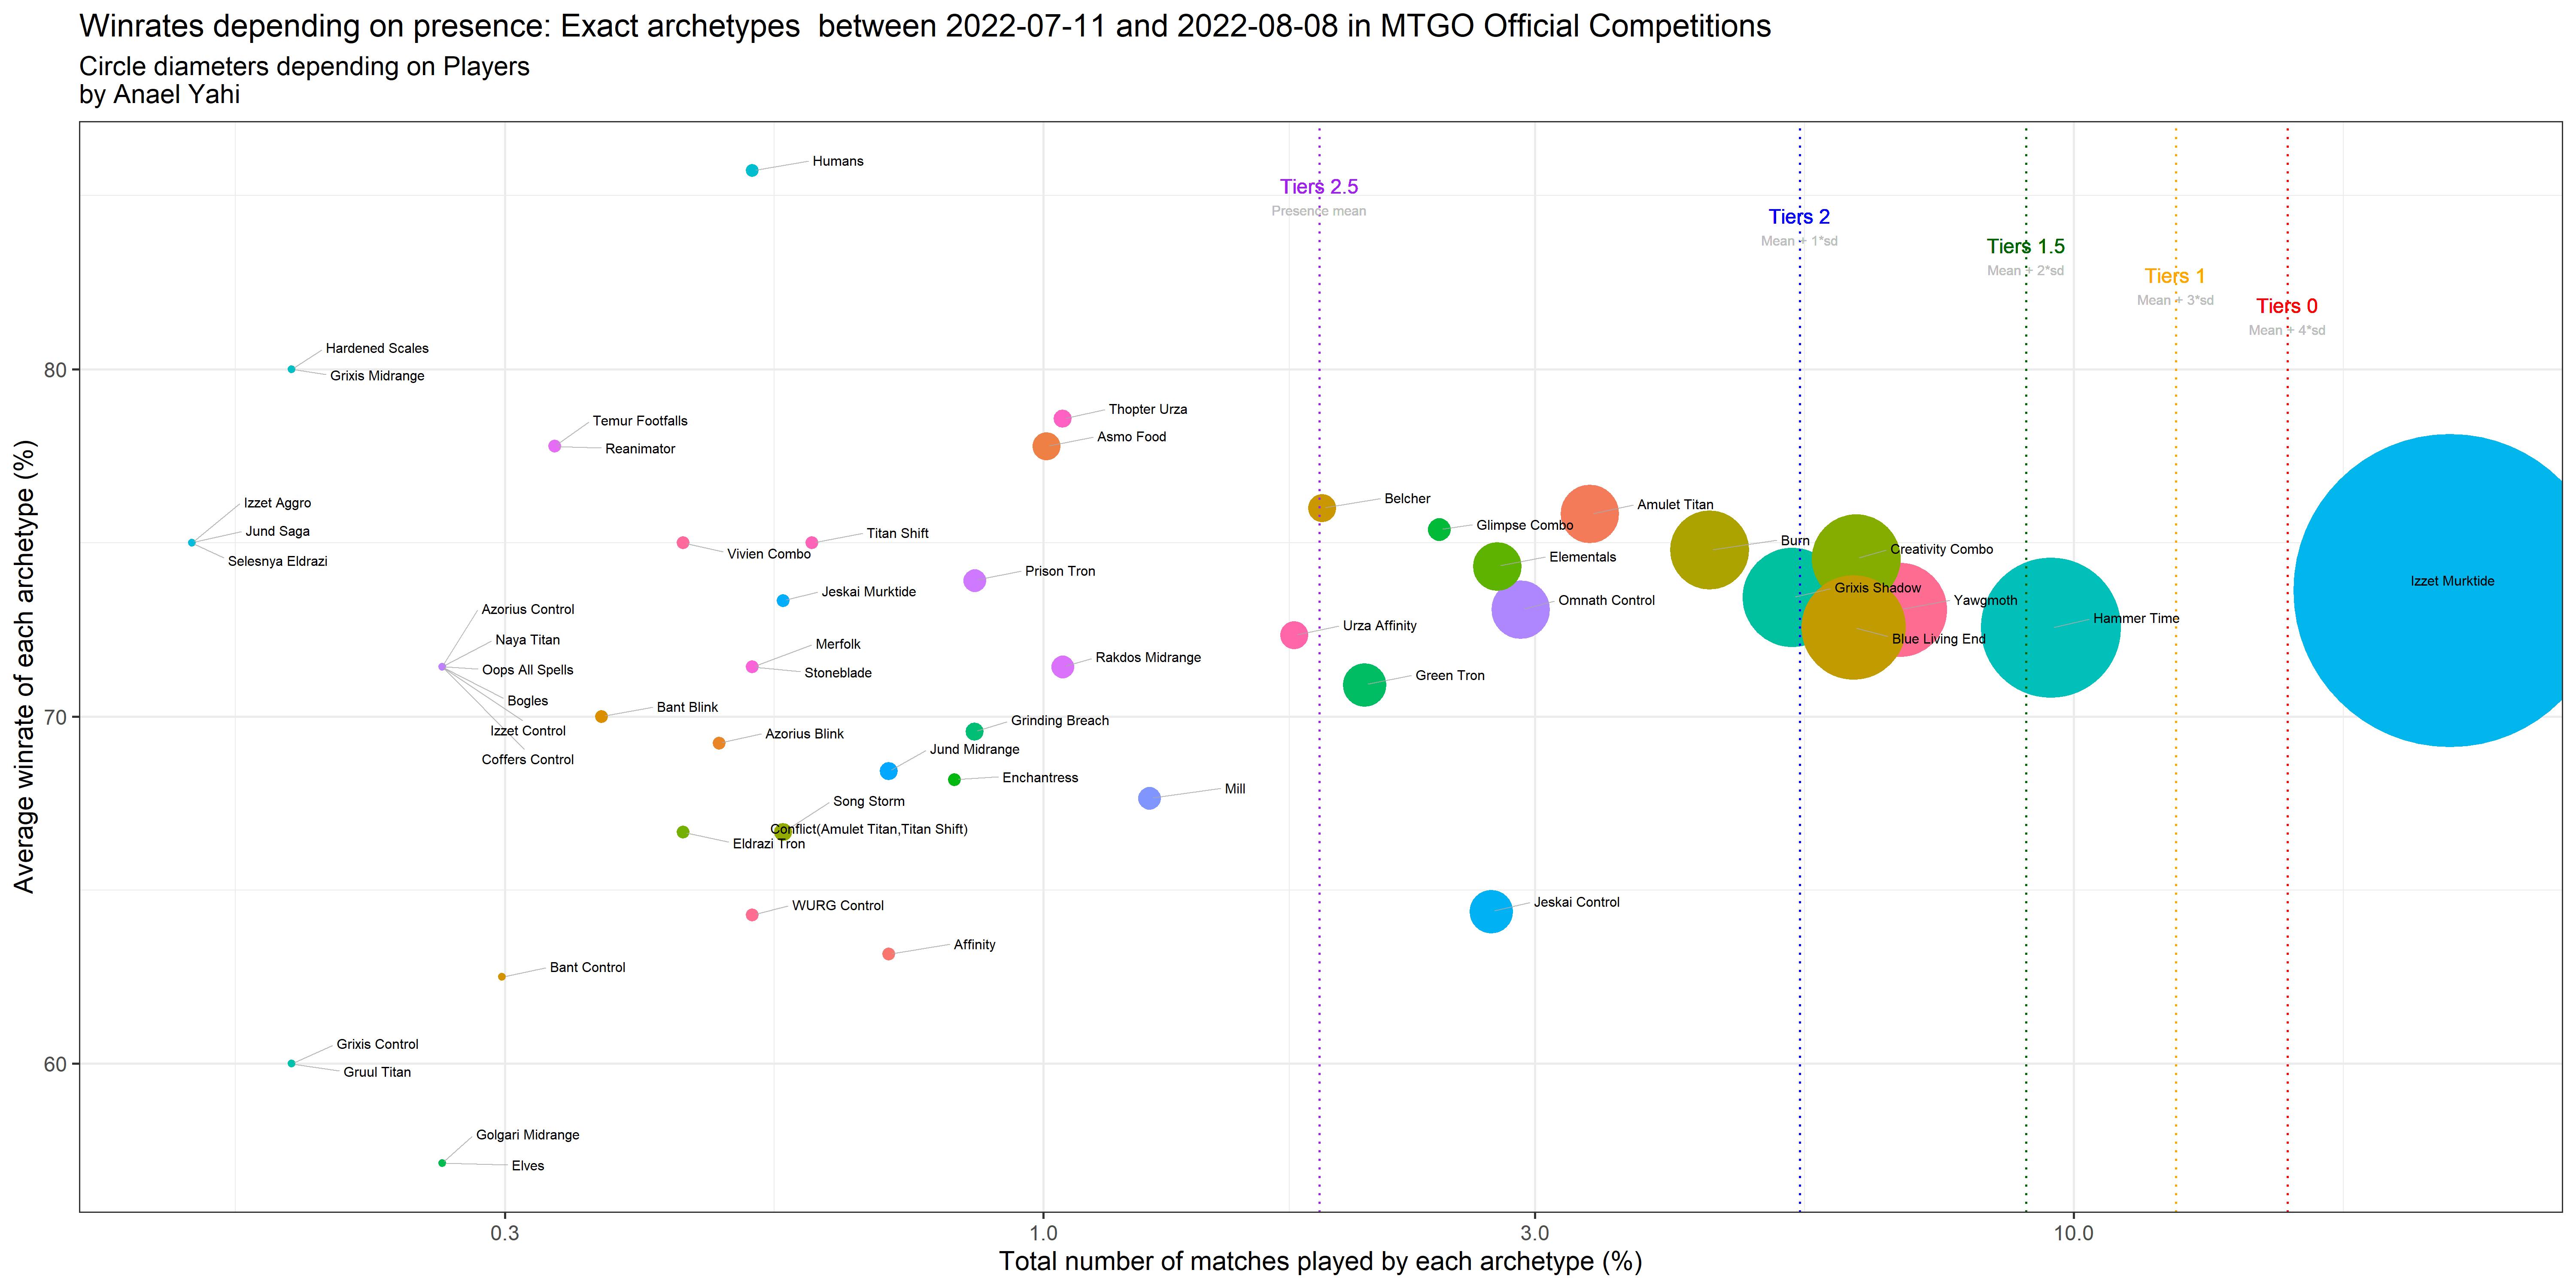 Winrates depending on presence: Exact archetypes  between 2022-07-11 and 2022-08-08 in MTGO Official Competitions
Circle diameters depending on Players
by Anael Yahi
Average winrate of each archetype (%)
80
70
60
Humans
Tiers 2.5
Presence mean
Tiers 2
Mean + 1*sd
Tiers 1.5
Mean + 2*sd
Tiers 1
Mean + 3*sd
Tiers 0
Mean + 4*sd
Hardened Scales
Grixis Midrange
Temur Footfalls
Reanimator
Thopter Urza
Asmo Food
Izzet Aggro
Jund Saga
Selesnya Eldrazi
Vivien Combo
Titan Shift
Belcher
Glimpse Combo
Amulet Titan
Elementals
Burn
Creativity Combo
Izzet Murktide
Prison Tron
Jeskai Murktide
Omnath Control
Grixis Shadow
Yawgmoth
Hammer Time
Blue Living End
Azorius Control
Naya Titan
Oops All Spells
Bogles
Izzet Control
Coffers Control
Merfolk
Stoneblade
Urza Affinity
Rakdos Midrange
Green Tron
Bant Blink
Azorius Blink
Grinding Breach
Jund Midrange
Enchantress
Mill
Song Storm
Conflict(Amulet Titan,Titan Shift)
Eldrazi Tron
WURG Control
Jeskai Control
Affinity
Bant Control
Grixis Control
Gruul Titan
Golgari Midrange
Elves
0.3
1.0
3.0
10.0
Total number of matches played by each archetype (%)